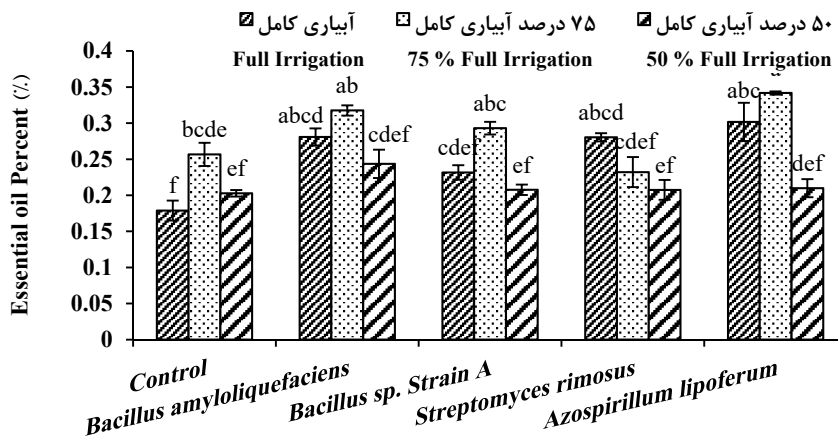 آبیاری کامل ۷۵ درصد آبیاری کامل ۵۰ درصد آبیاری کامل
Full Irrigation 75 % Full Irrigation 50 % Full Irrigation
Essential oil Percent (٪)
0.4
0.35
0.3
0.25
0.2
0.15
0.1
0.05
0
f bcde ef
abcd ab cdef
cdef abc ef
abcd cdef ef
abc def
Control
Bacillus amyloliquefaciens
Bacillus sp. Strain A
Streptomyces rimosus
Azospirillum lipoferum